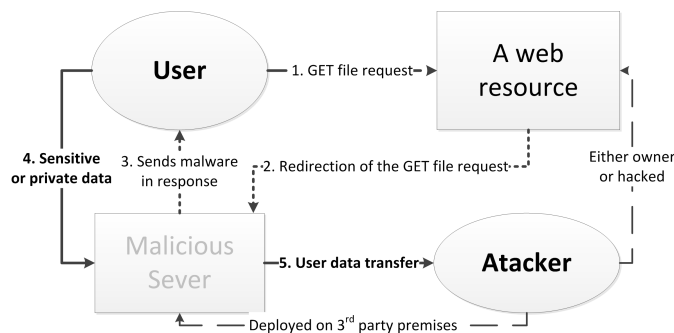 User
1. GET file request
A web
resource
4. Sensitive
or private data
3. Sends malware
in response
2. Redirection of the GET file request
Either owner
or hacked
Malicious
Sever
5. User data transfer
Atacker
Deployed on 3rd party premises